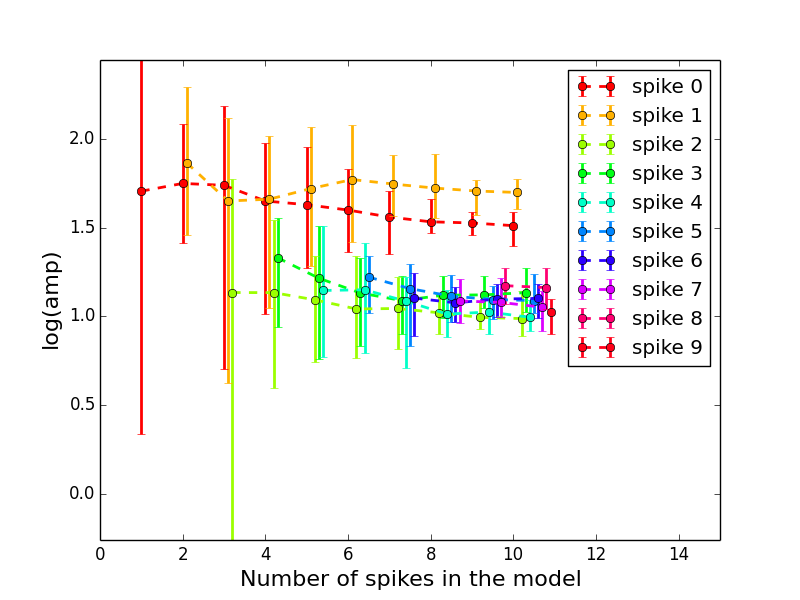 2.0
1.5
1.0
0.5
0.0
0
2
4
6
8
10
12
14
log(amp)
Number of spikes in the model
spike 0
spike 1
spike 2
spike 3
spike 4
spike 5
spike 6
spike 7
spike 8
spike 9